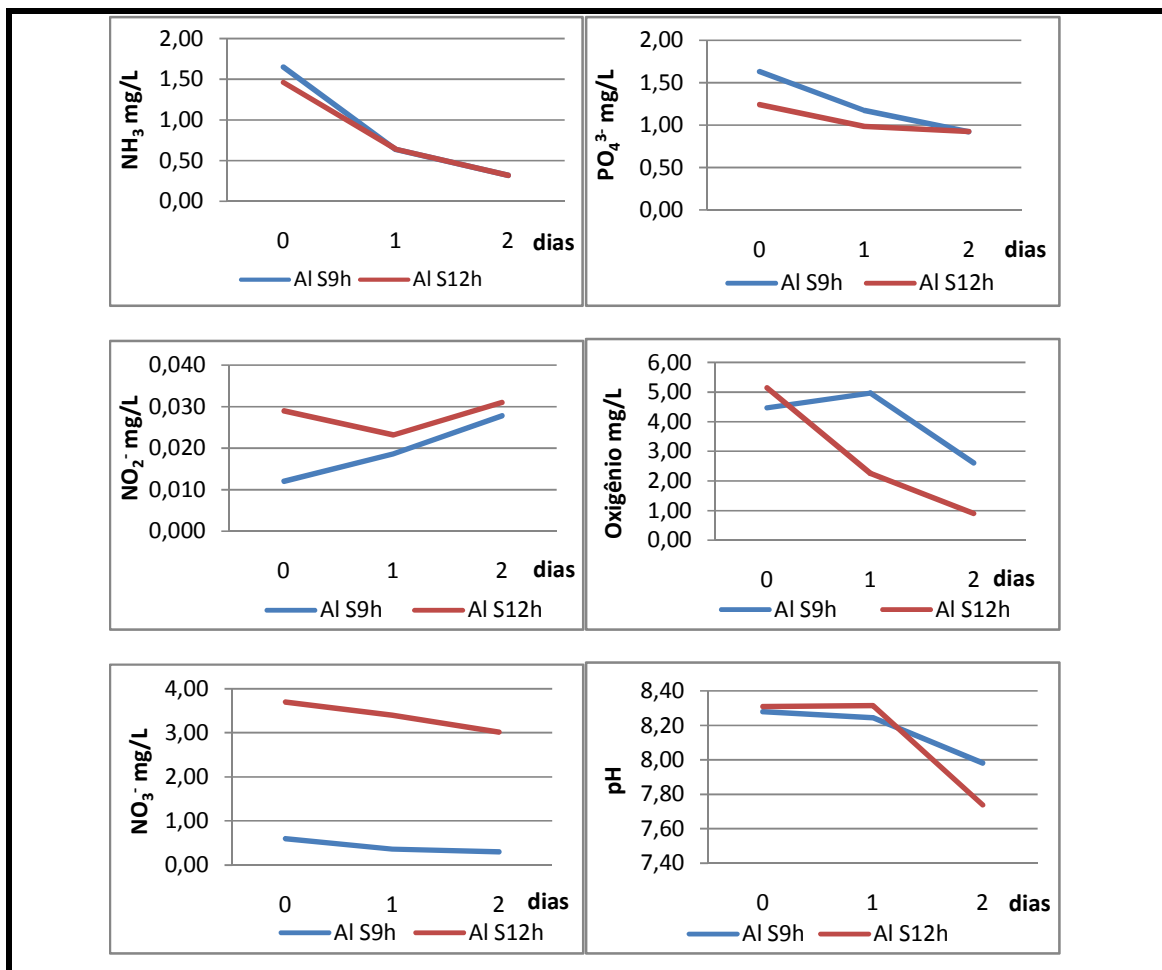 NH₃ mg/L
2,00
1,50
1,00
0,50
0,00
0 1 2 dias
Al S9h Al S12h
PO₄³⁻ mg/L
2,00
1,50
1,00
0,50
0,00
0 1 2 dias
Al S9h Al S12h
NO₂⁻ mg/L
0,040
0,030
0,020
0,010
0,000
0 1 2 dias
Al S9h Al S12h
Oxigênio mg/L
6,00
5,00
4,00
3,00
2,00
1,00
0,00
0 1 2 dias
Al S9h Al S12h
NO₃⁻ mg/L
4,00
3,00
2,00
1,00
0,00
0 1 2 dias
Al S9h Al S12h
pH
8,40
8,20
8,00
7,80
7,60
7,40
0 1 2 dias
Al S9h Al S12h